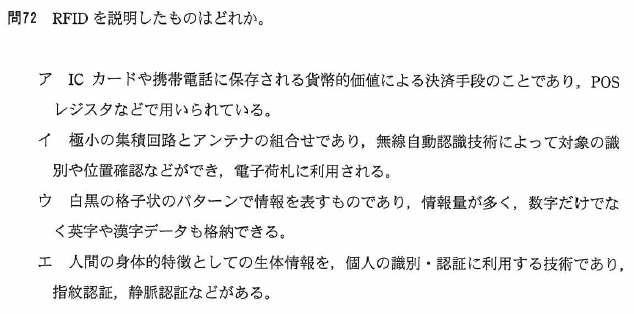 問72 RFID を説明したものはどれか。
ア IC カードや携帯電話に保存される貨幣的価値による決済手段のことであり，POS
レジスタなどで用いられている。
イ 極小の集積回路とアンテナの組合せであり，無線自動認識技術によって対象の識
別や位置確認などができ，電子荷札に利用される。
ウ 白黒の格子状のパターンで情報を表すものであり，情報量が多く，数字だけでな
く英字や漢字データも格納できる。
エ 人間の身体的特徴としての生体情報を，個人の識別・認証に利用する技術であり，
指紋認証，静脈認証などがある。